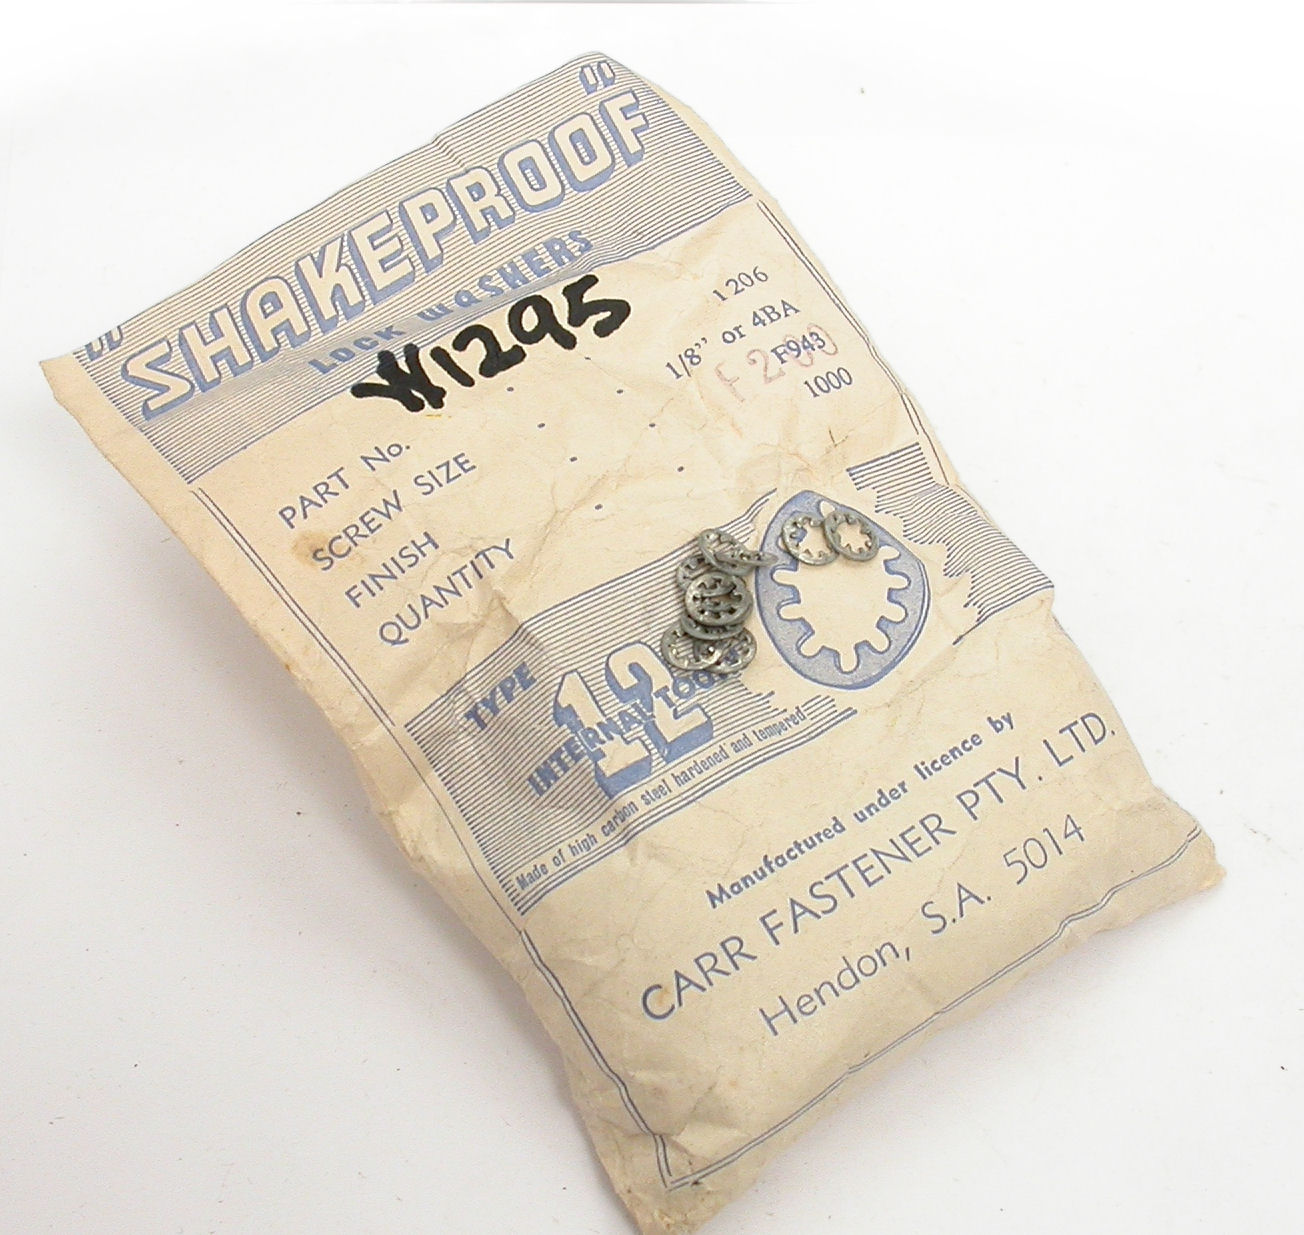 "SHAKEPROOF"
LOCK WASHERS
W1295
PART No. 1206
SCREW SIZE 1/8" or 4BA
FINISH F943
F200
QUANTITY 1000
TYPE 12
INTERNAL TOOTH
Made of high carbon steel hardened and tempered
Manufactured under licence by
CARR FASTENER PTY. LTD.
Hendon, S.A. 5014